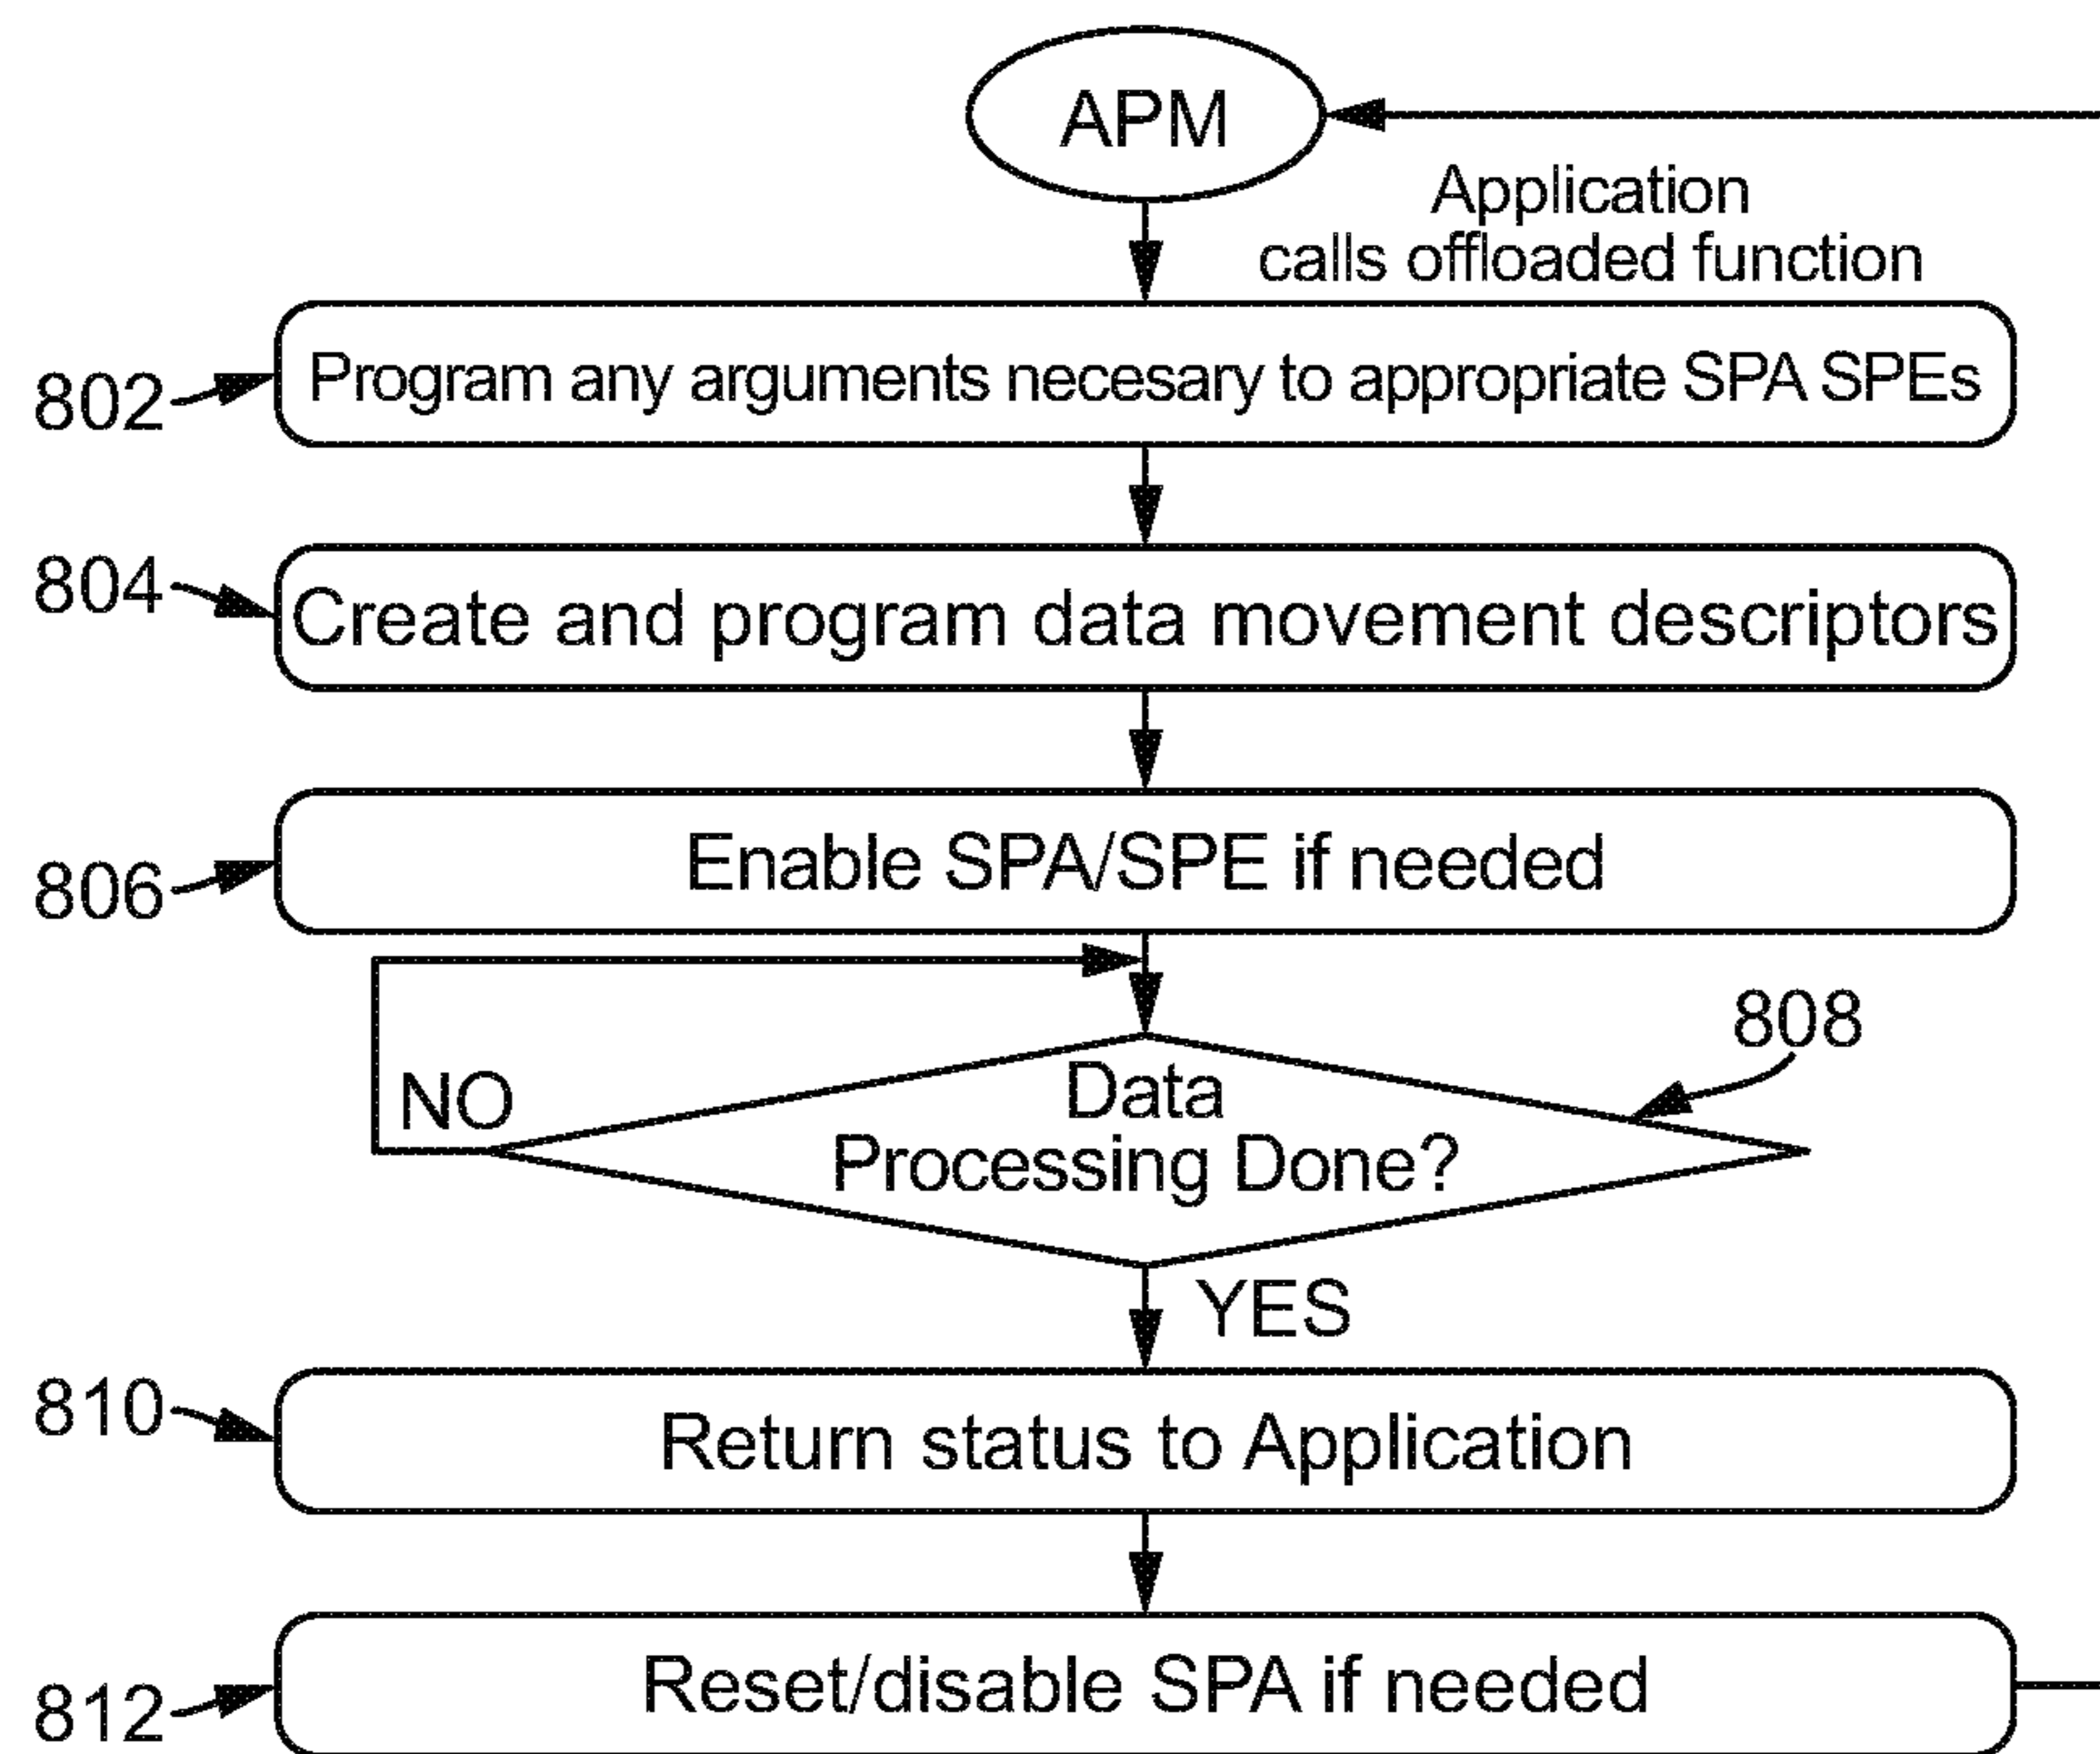 APM
Application
calls offloaded function
802
Program any arguments necesary to appropriate SPA SPEs
804
Create and program data movement descriptors
806
Enable SPA/SPE if needed
808
NO
Data
Processing Done?
YES
810
Return status to Application
812
Reset/disable SPA if needed